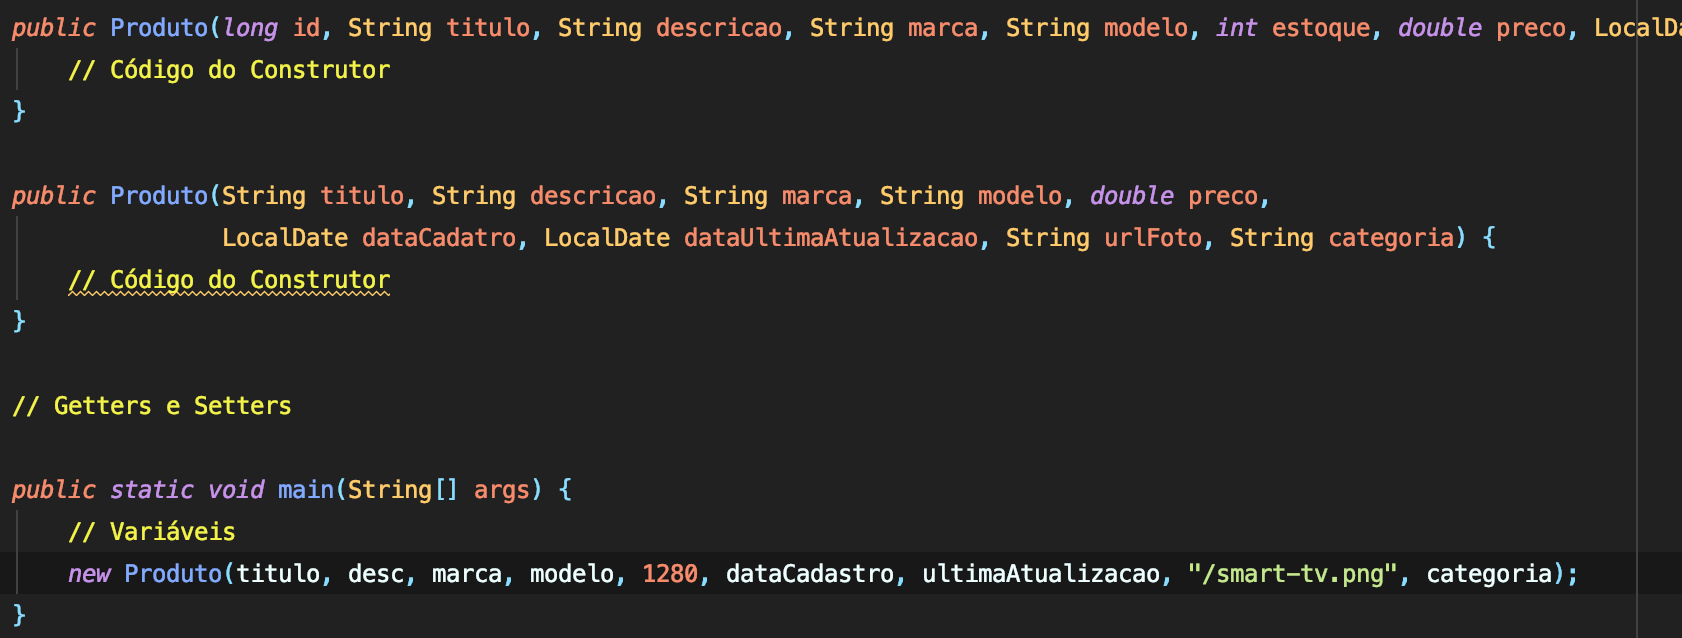 public Produto(long id, String titulo, String descricao, String marca, String modelo, int estoque, double preco, LocalDa
// Código do Construtor
}
public Produto(String titulo, String descricao, String marca, String modelo, double preco,
LocalDate dataCadatro, LocalDate dataUltimaAtualizacao, String urlFoto, String categoria) {
// Código do Construtor
}
// Getters e Setters
public static void main(String[] args) {
// Variáveis
new Produto(titulo, desc, marca, modelo, 1280, dataCadastro, ultimaAtualizacao, "/smart-tv.png", categoria);
}